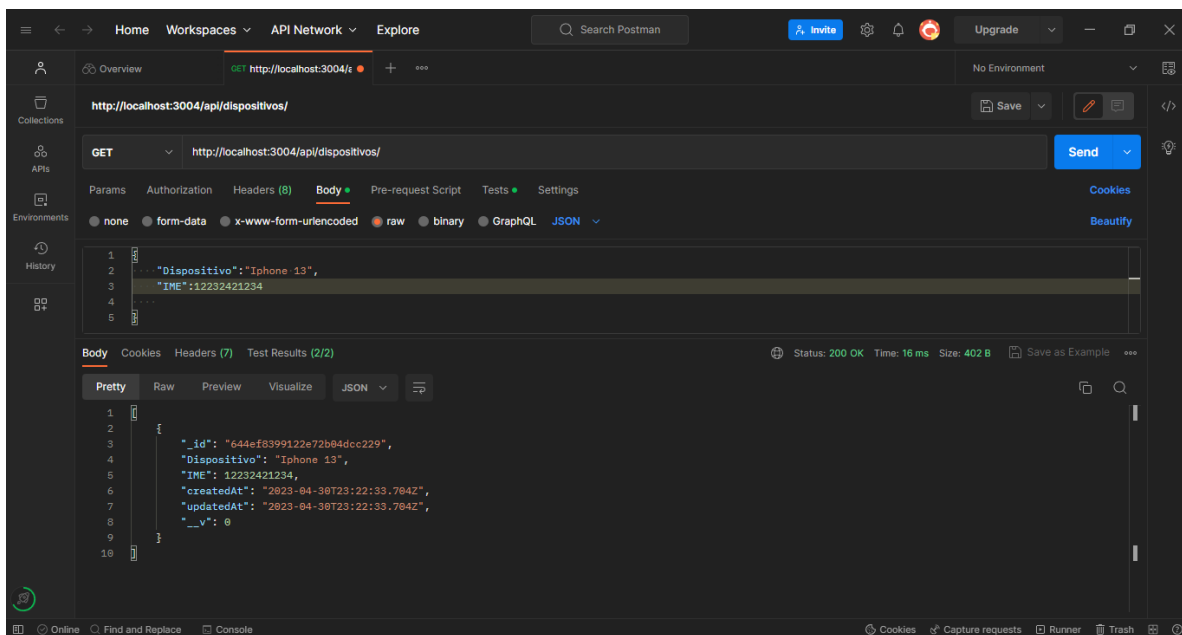 Home Workspaces API Network Explore Search Postman Invite Upgrade
Overview GET http://localhost:3004/a No Environment
http://localhost:3004/api/dispositivos/ Save
Collections
GET http://localhost:3004/api/dispositivos/ Send
APIs
Params Authorization Headers (8) Body Pre-request Script Tests Settings Cookies
Environments
none form-data x-www-form-urlencoded raw binary GraphQL JSON Beautify
History
1 {
2 "Dispositivo":"Iphone 13",
3 "IME":12232421234
4
5 }
Body Cookies Headers (7) Test Results (2/2) Status: 200 OK Time: 16 ms Size: 402 B Save as Example
Pretty Raw Preview Visualize JSON
1 [
2 {
3 "_id": "644ef8399122e72b04dcc229",
4 "Dispositivo": "Iphone 13",
5 "IME": 12232421234,
6 "createdAt": "2023-04-30T23:22:33.704Z",
7 "updatedAt": "2023-04-30T23:22:33.704Z",
8 "__v": 0
9 }
10 ]
Online Find and Replace Console Cookies Capture requests Runner Trash